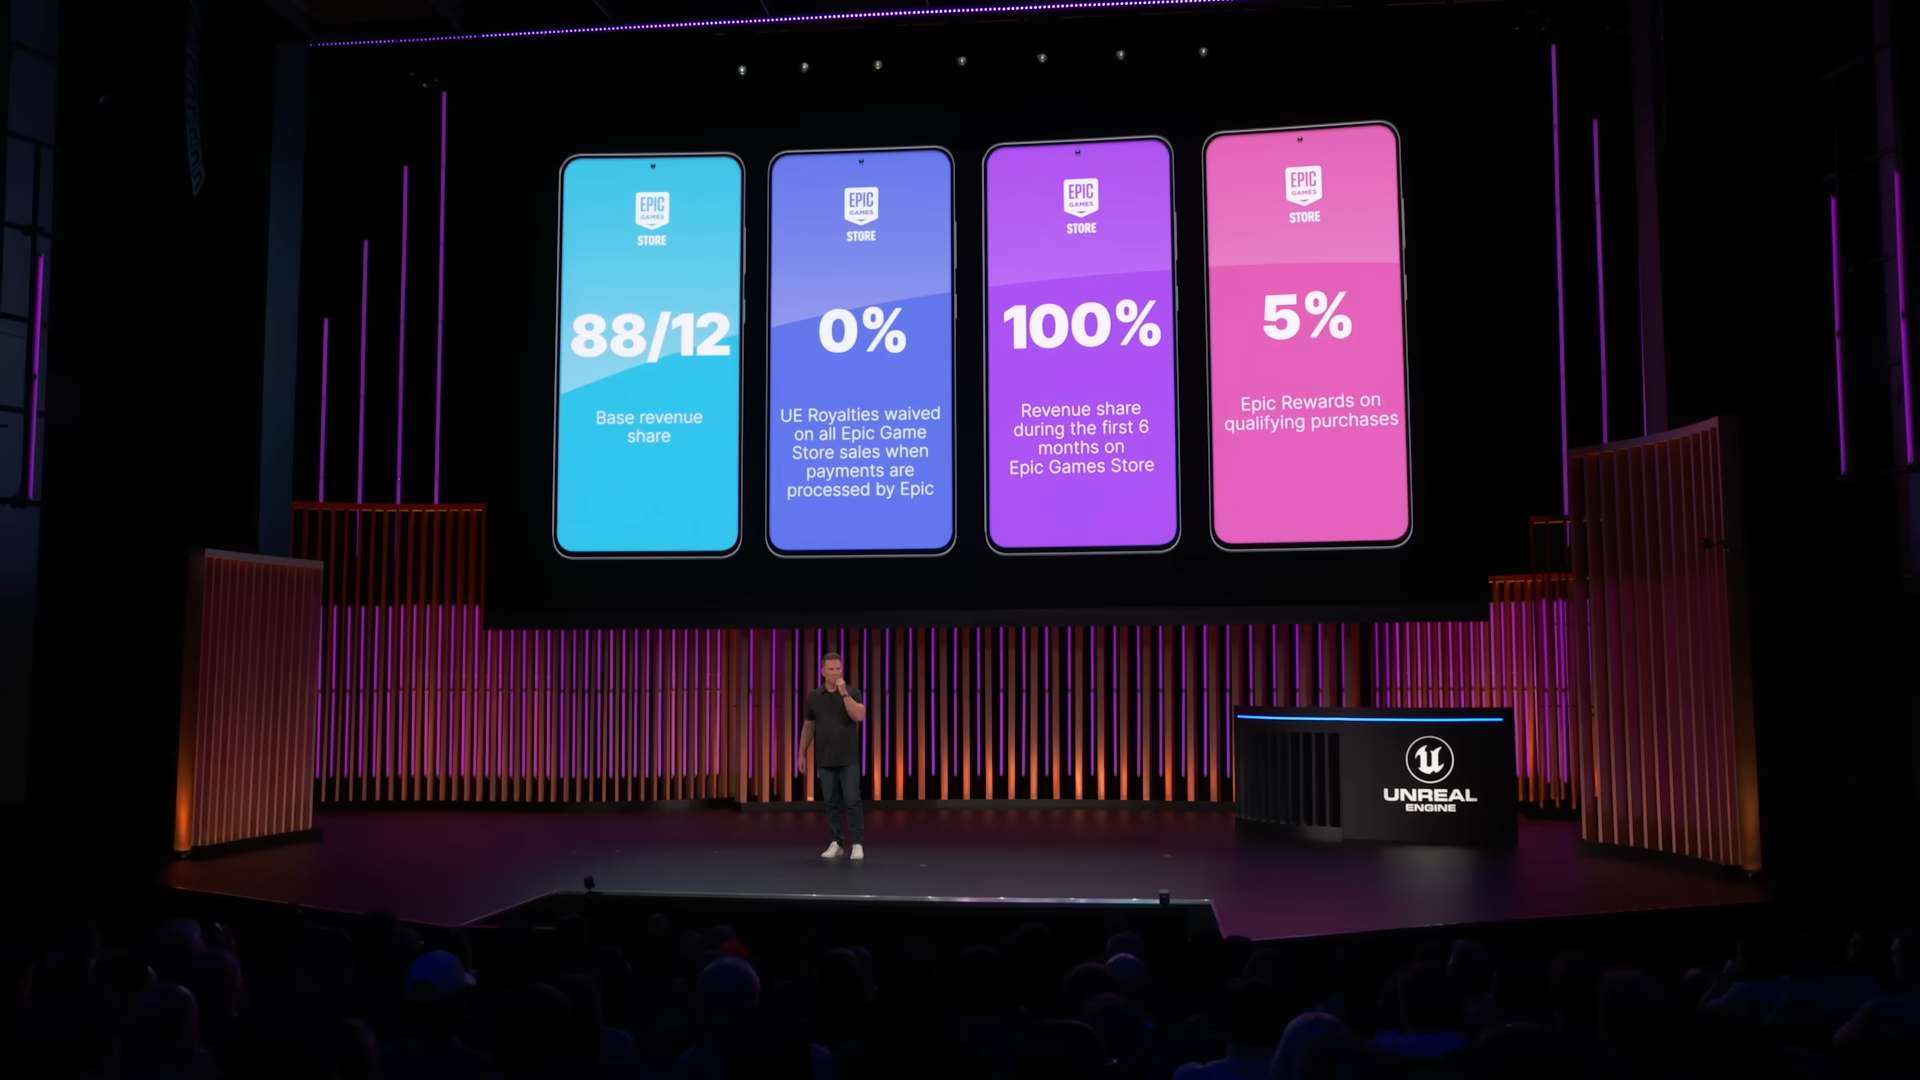 EPIC
GAMES
STORE
88/12
Base revenue
share
EPIC
GAMES
STORE
0%
UE Royalties waived
on all Epic Game
Store sales when
payments are
processed by Epic
EPIC
GAMES
STORE
100%
Revenue share
during the first 6
months on
Epic Games Store
EPIC
GAMES
STORE
5%
Epic Rewards on
qualifying purchases
UNREAL
ENGINE